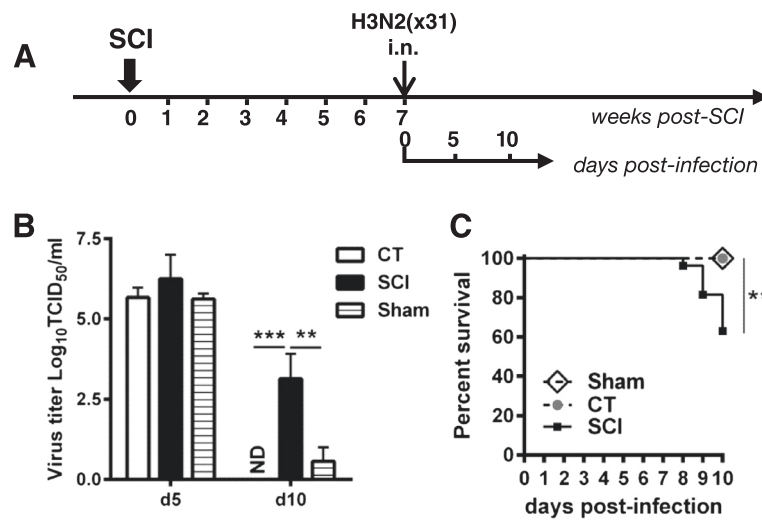 A
SCI
H3N2(x31)
i.n.
0 1 2 3 4 5 6 7
weeks post-SCI
0 5 10
days post-infection
B
Virus titer Log10TCID50/ml
7.5
5.0
2.5
0.0
CT
SCI
Sham
*** **
ND
d5 d10
C
Percent survival
100
80
60
40
20
0
Sham
CT
SCI
0 1 2 3 4 5 6 7 8 9 10
days post-infection